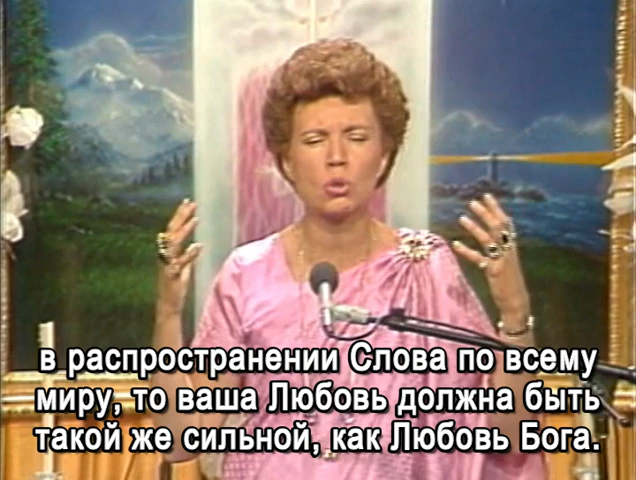 в распространении Слова по всему
миру, то ваша Любовь должна быть
такой же сильной, как Любовь Бога.